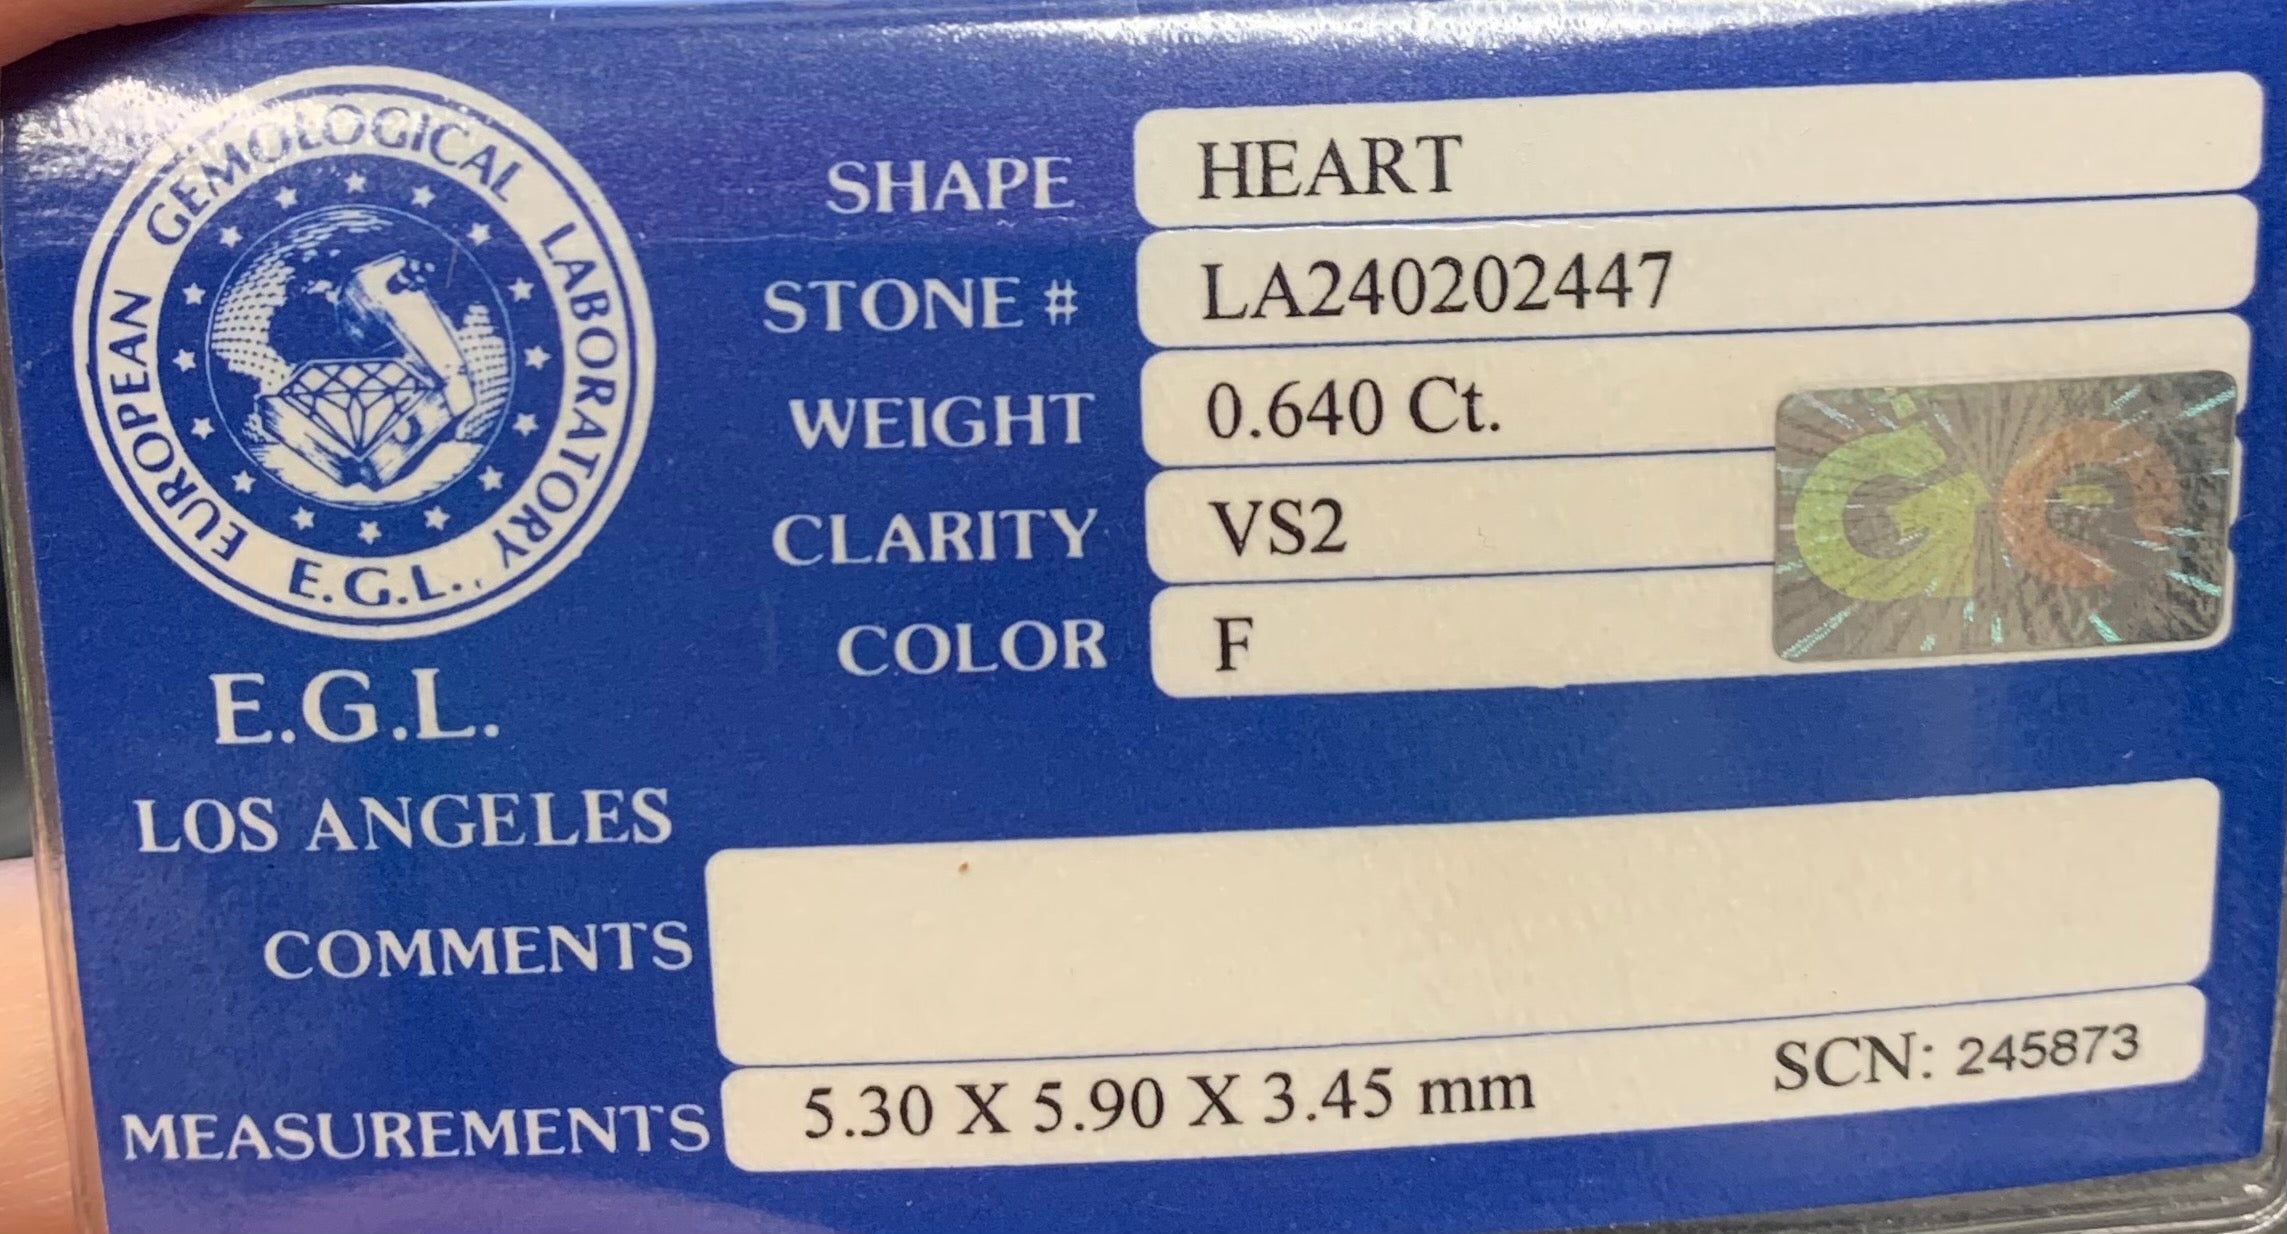 EUROPEAN GEMOLOGICAL LABORATORY
E.G.L.
SHAPE HEART
STONE # LA240202447
WEIGHT 0.640 Ct.
CLARITY VS2
COLOR F
E.G.L.
LOS ANGELES
COMMENTS
MEASUREMENTS 5.30 X 5.90 X 3.45 mm SCN: 245873